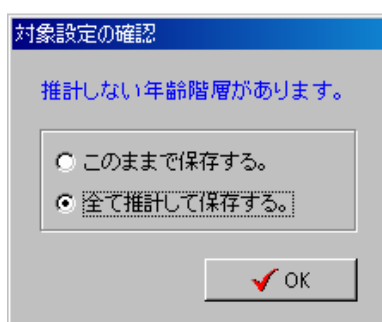 対象設定の確認
推計しない年齢階層があります。
このままで保存する。
全て推計して保存する。
OK